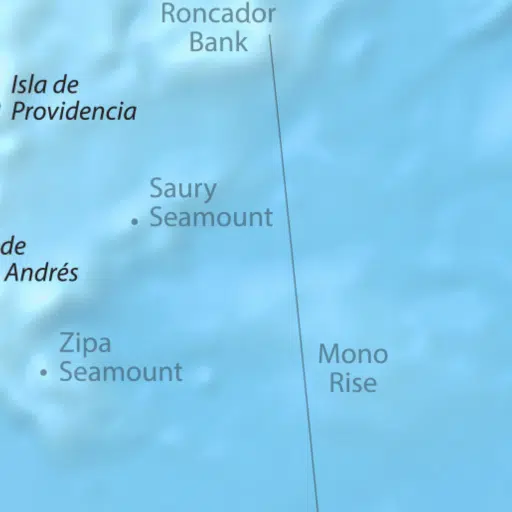 Roncador
Bank
Isla de
Providencia
Saury
Seamount
de
Andrés
Zipa
Seamount
Mono
Rise